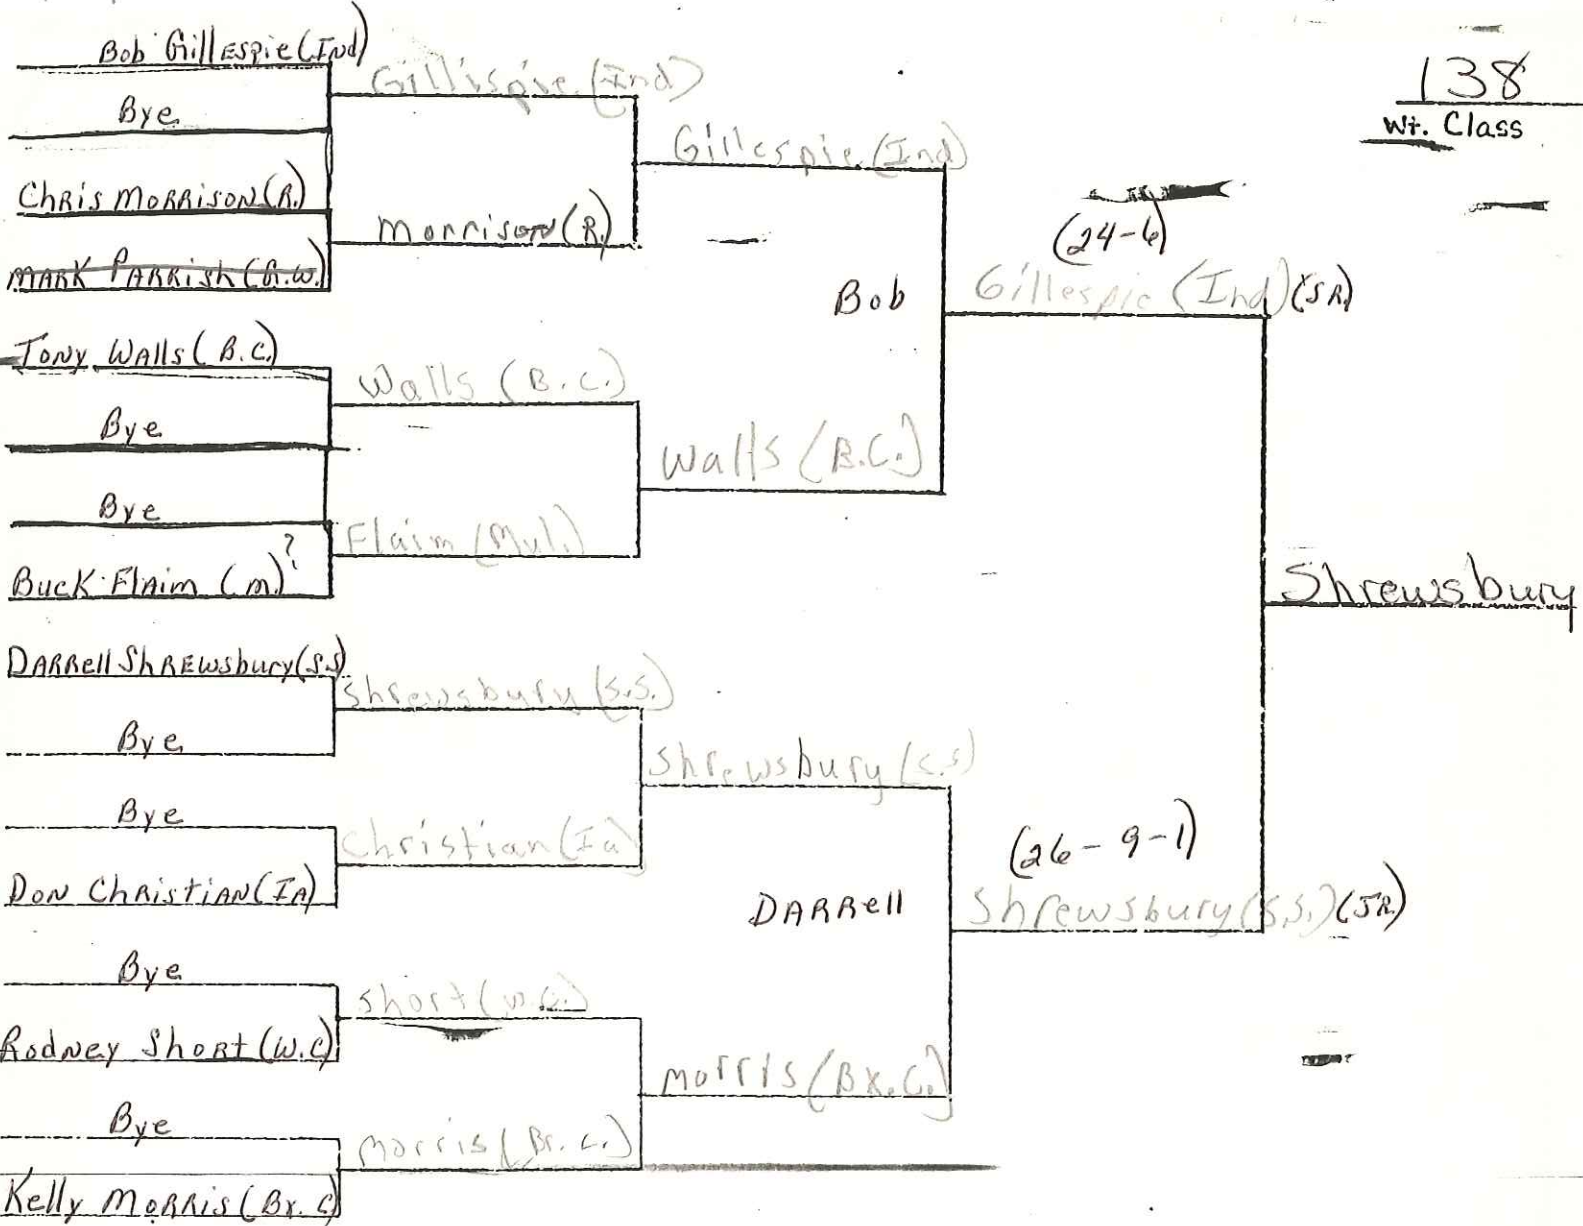 138
Wt. Class
Bob Gillespie (Ind)
Bye
Chris Morrison (R.)
Mark Parrish (R.W.)
Tony Walls (B.C.)
Bye
Bye
Buck Flaim (m.) ?
Darrell Shrewsbury (S.S)
Bye
Bye
Don Christian (Ia)
Bye
Rodney Short (W.C)
Bye
Kelly Morris (Bx. C)
Gillispie (Ind)
Morrison (R.)
Walls (B.C.)
Flaim (Mul.)
Shrewsbury (S.S.)
Christian (Ia)
Short (W.C.)
Morris (Br. C.)
Gillespie (Ind)
Walls (B.C.)
Shrewsbury (S.S)
Morris (Bx. C.)
Bob
(24-6)
Gillespie (Ind) (SR)
Darrell
(26-9-1)
Shrewsbury (S.S.) (JR.)
Shrewsbury